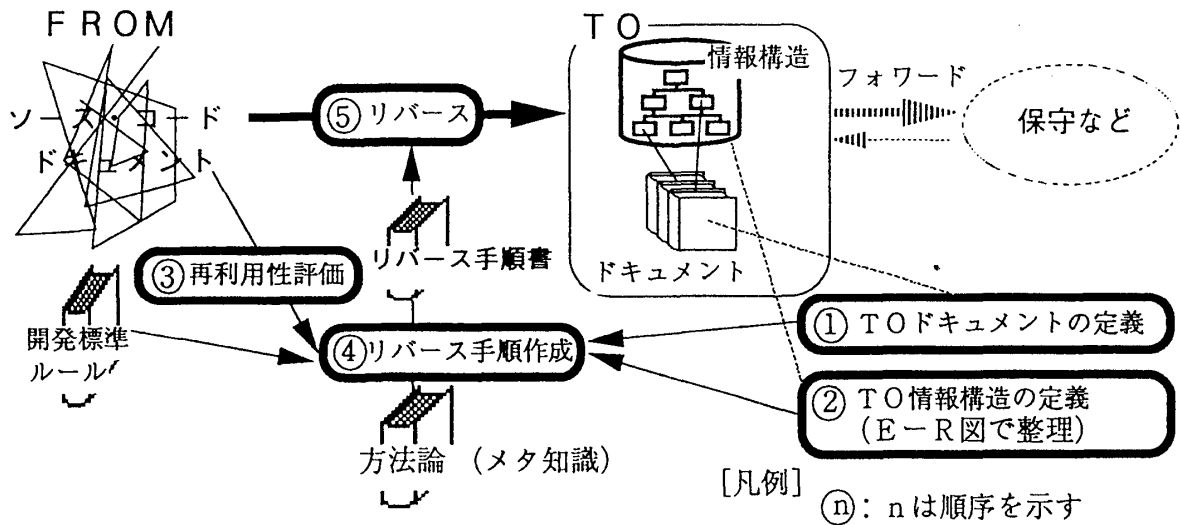 FROM
TO
情報構造
フォワード
保守など
ソース・コード
ドキュメント
⑤リバース
リバース手順書
ドキュメント
③再利用性評価
①TOドキュメントの定義
開発標準
ルール
④リバース手順作成
②TO情報構造の定義
(E-R図で整理)
方法論 (メタ知識)
[凡例]
ⓝ: nは順序を示す